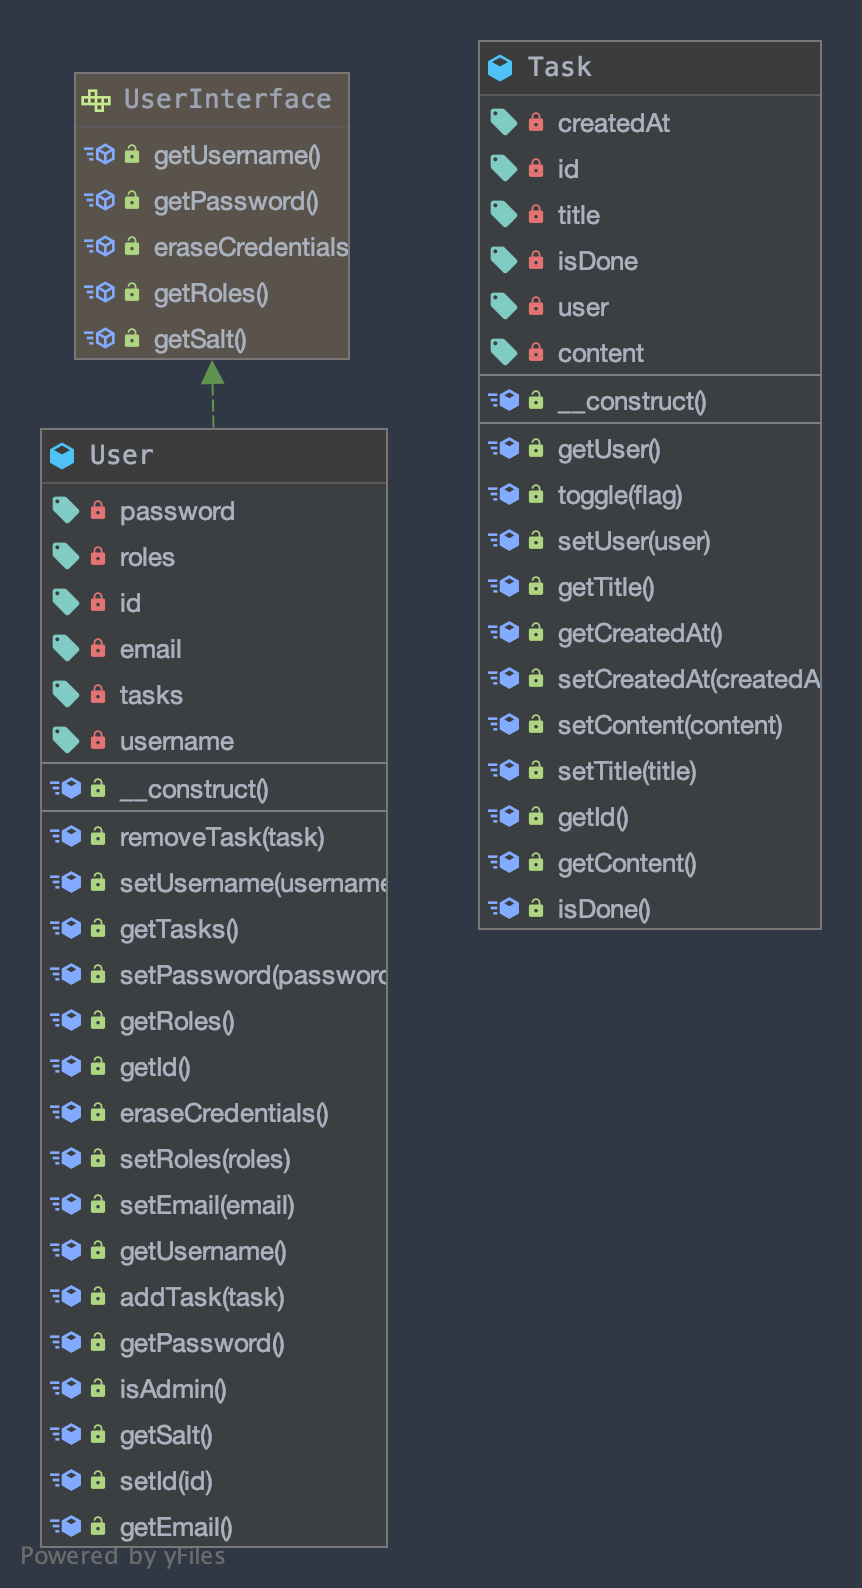 UserInterface
getUsername()
getPassword()
eraseCredentials
getRoles()
getSalt()
User
password
roles
id
email
tasks
username
__construct()
removeTask(task)
setUsername(username
getTasks()
setPassword(password
getRoles()
getId()
eraseCredentials()
setRoles(roles)
setEmail(email)
getUsername()
addTask(task)
getPassword()
isAdmin()
getSalt()
setId(id)
getEmail()
Task
createdAt
id
title
isDone
user
content
__construct()
getUser()
toggle(flag)
setUser(user)
getTitle()
getCreatedAt()
setCreatedAt(createdA
setContent(content)
setTitle(title)
getId()
getContent()
isDone()
Powered by yFiles